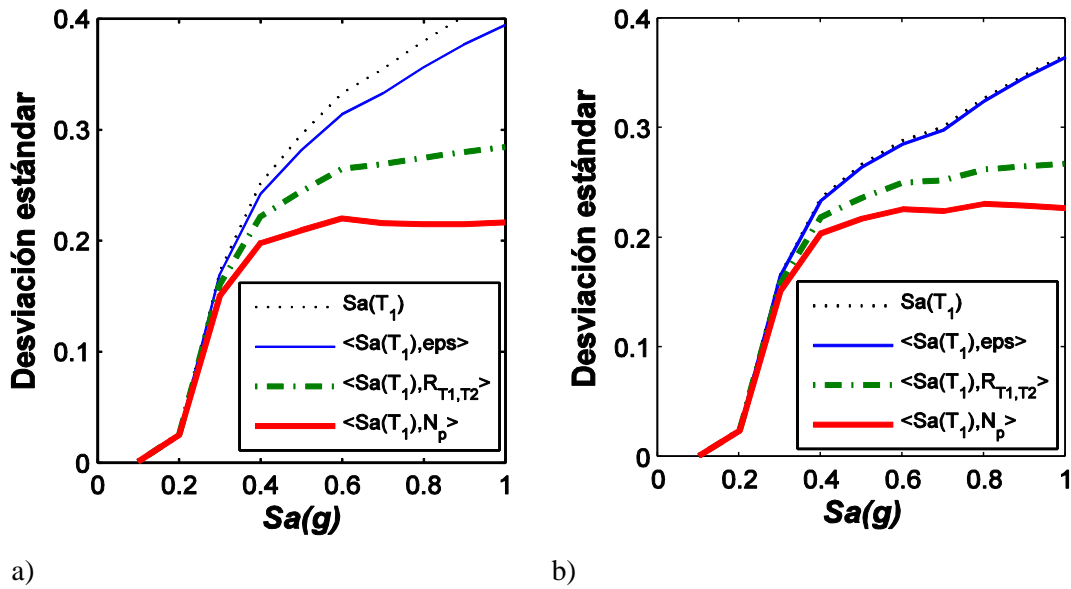 0.4
0.3
0.2
0.1
0
Desviación estándar
0 0.2 0.4 0.6 0.8 1
Sa(g)
Sa(T1)
<Sa(T1),eps>
<Sa(T1),RT1,T2>
<Sa(T1),Np>
a)
0.4
0.3
0.2
0.1
0
Desviación estándar
0 0.2 0.4 0.6 0.8 1
Sa(g)
Sa(T1)
<Sa(T1),eps>
<Sa(T1),RT1,T2>
<Sa(T1),Np>
b)